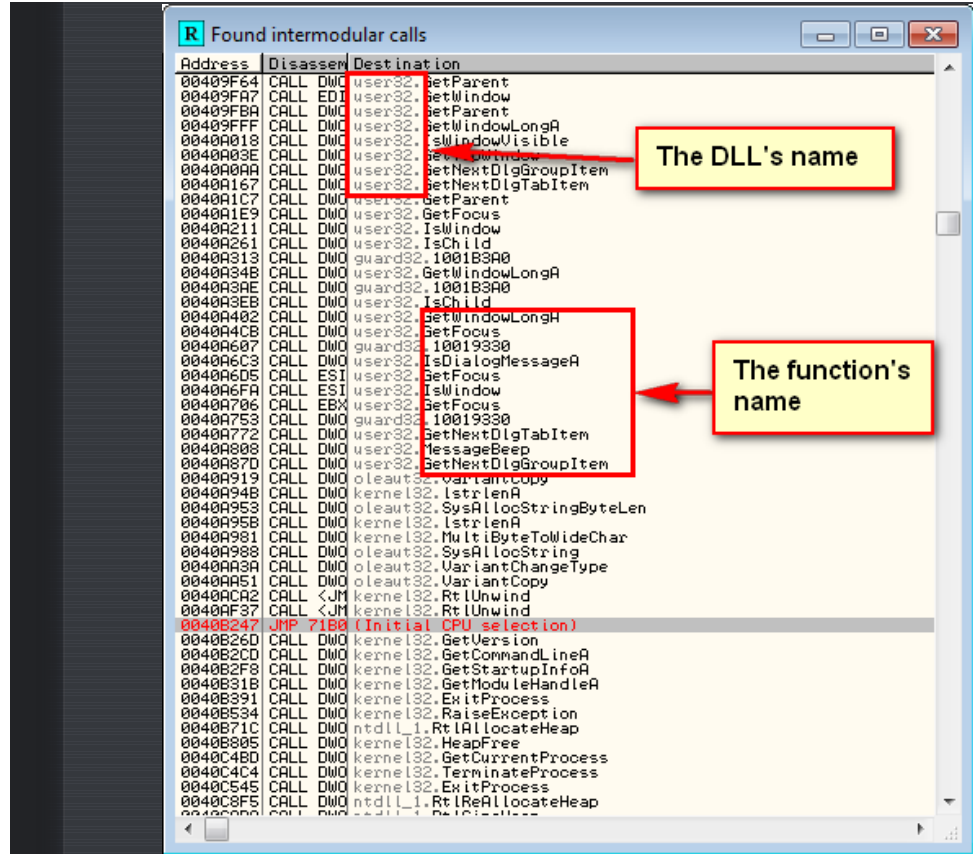 R Found intermodular calls
Address Disassem Destination
00409F64 CALL DWO user32.GetParent
00409FA7 CALL EDI user32.GetWindow
00409FBA CALL DWO user32.GetParent
00409FFF CALL DWO user32.GetWindowLongA
0040A018 CALL DWO user32.IsWindowVisible
0040A03E CALL DWO user32.
0040A0AA CALL DWO user32.GetNextDlgGroupItem
0040A167 CALL DWO user32.GetNextDlgTabItem
0040A1C7 CALL DWO user32.GetParent
0040A1E9 CALL DWO user32.GetFocus
0040A211 CALL DWO user32.IsWindow
0040A261 CALL DWO user32.IsChild
0040A313 CALL DWO guard32.1001B3A0
0040A34B CALL DWO user32.GetWindowLongA
0040A3AE CALL DWO guard32.1001B3A0
0040A3EB CALL DWO user32.IsChild
0040A402 CALL DWO user32.GetWindowLongA
0040A4CB CALL DWO user32.GetFocus
0040A607 CALL DWO guard32.10019330
0040A6C3 CALL DWO user32.IsDialogMessageA
0040A6D5 CALL ESI user32.GetFocus
0040A6FA CALL ESI user32.IsWindow
0040A706 CALL EBX user32.GetFocus
0040A753 CALL DWO guard32.10019330
0040A772 CALL DWO user32.GetNextDlgTabItem
0040A808 CALL DWO user32.MessageBeep
0040A87D CALL DWO user32.GetNextDlgGroupItem
0040A919 CALL DWO oleaut32.VariantCopy
0040A94B CALL DWO kernel32.lstrlenA
0040A953 CALL DWO oleaut32.SysAllocStringByteLen
0040A95B CALL DWO kernel32.lstrlenA
0040A981 CALL DWO kernel32.MultiByteToWideChar
0040A988 CALL DWO oleaut32.SysAllocString
0040AA3A CALL DWO oleaut32.VariantChangeType
0040AA51 CALL DWO oleaut32.VariantCopy
0040ACA2 CALL <JM kernel32.RtlUnwind
0040AF37 CALL <JM kernel32.RtlUnwind
0040B247 JMP 71B0 (Initial CPU selection)
0040B26D CALL DWO kernel32.GetVersion
0040B2CD CALL DWO kernel32.GetCommandLineA
0040B2F8 CALL DWO kernel32.GetStartupInfoA
0040B31B CALL DWO kernel32.GetModuleHandleA
0040B391 CALL DWO kernel32.ExitProcess
0040B534 CALL DWO kernel32.RaiseException
0040B71C CALL DWO ntdll_1.RtlAllocateHeap
0040B805 CALL DWO kernel32.HeapFree
0040C4BD CALL DWO kernel32.GetCurrentProcess
0040C4C4 CALL DWO kernel32.TerminateProcess
0040C545 CALL DWO kernel32.ExitProcess
0040C8F5 CALL DWO ntdll_1.RtlReAllocateHeap
The DLL's name
The function's
name